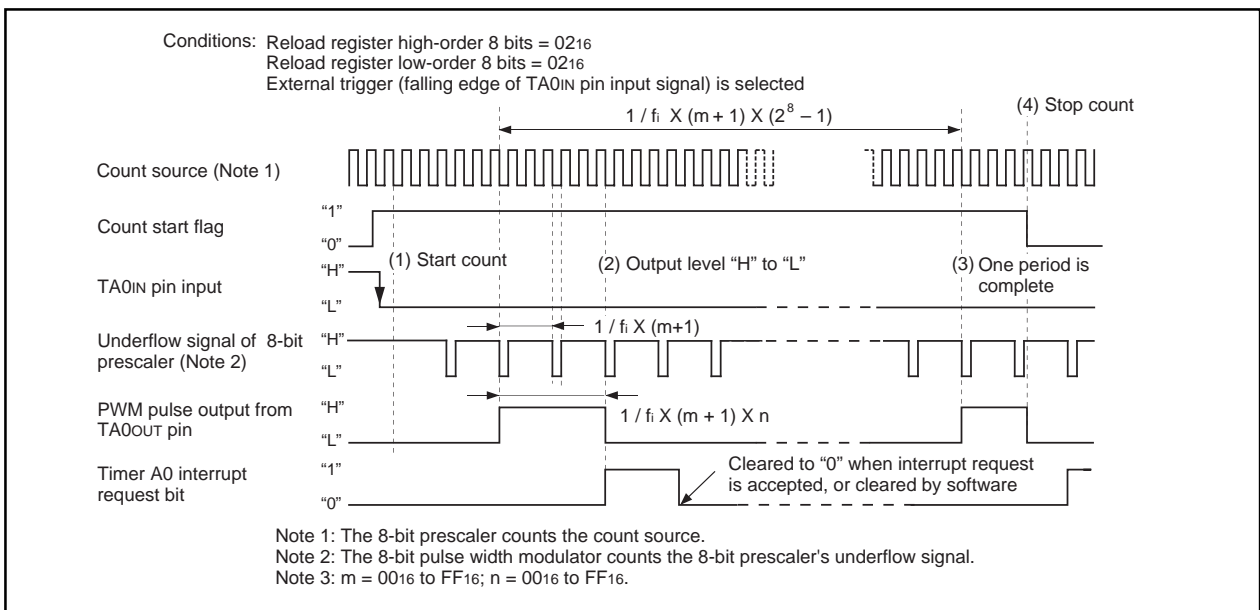 Conditions: Reload register high-order 8 bits = 0216
Reload register low-order 8 bits = 0216
External trigger (falling edge of TA0IN pin input signal) is selected
1 / fi X (m + 1) X (2^8 – 1)
(4) Stop count
Count source (Note 1)
Count start flag
“1”
“0”
(1) Start count
(2) Output level “H” to “L”
(3) One period is
complete
TA0IN pin input
“H”
“L”
1 / fi X (m+1)
Underflow signal of 8-bit
prescaler (Note 2)
“H”
“L”
PWM pulse output from
TA0OUT pin
“H”
“L”
1 / fi X (m + 1) X n
Timer A0 interrupt
request bit
“1”
“0”
Cleared to “0” when interrupt request
is accepted, or cleared by software
Note 1: The 8-bit prescaler counts the count source.
Note 2: The 8-bit pulse width modulator counts the 8-bit prescaler's underflow signal.
Note 3: m = 0016 to FF16; n = 0016 to FF16.